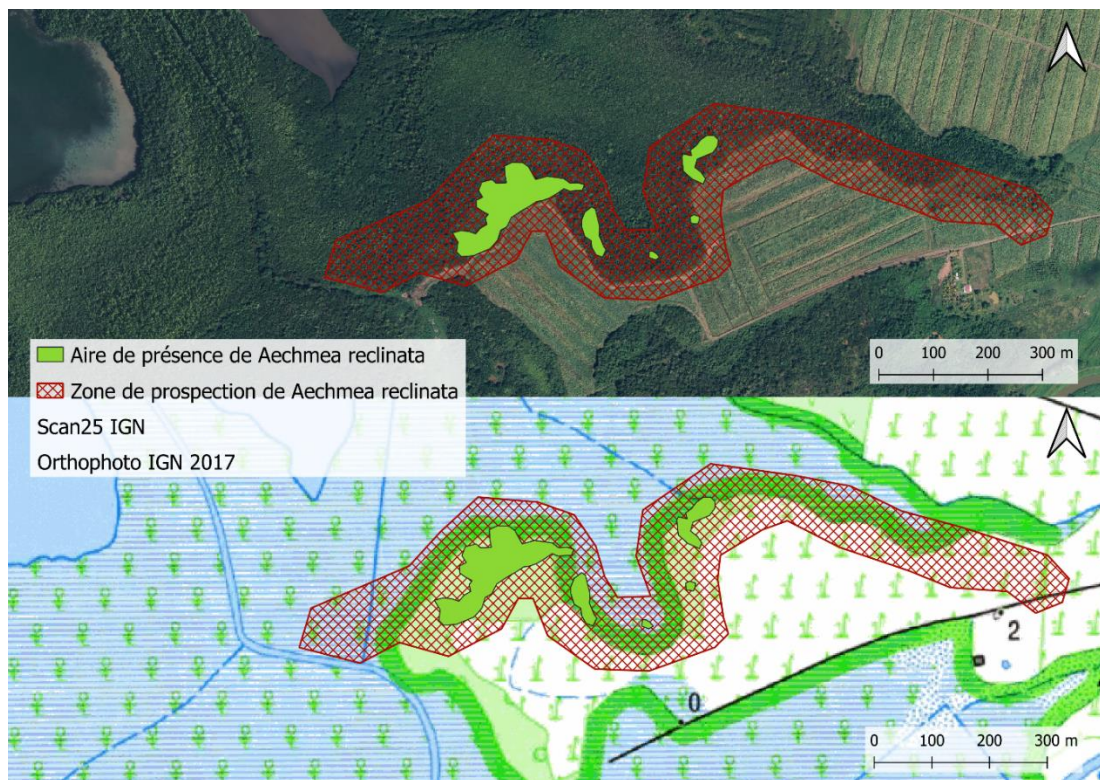 0 100 200 300 m
Aire de présence de Aechmea reclinata
Zone de prospection de Aechmea reclinata
Scan25 IGN
Orthophoto IGN 2017
2
0
0 100 200 300 m